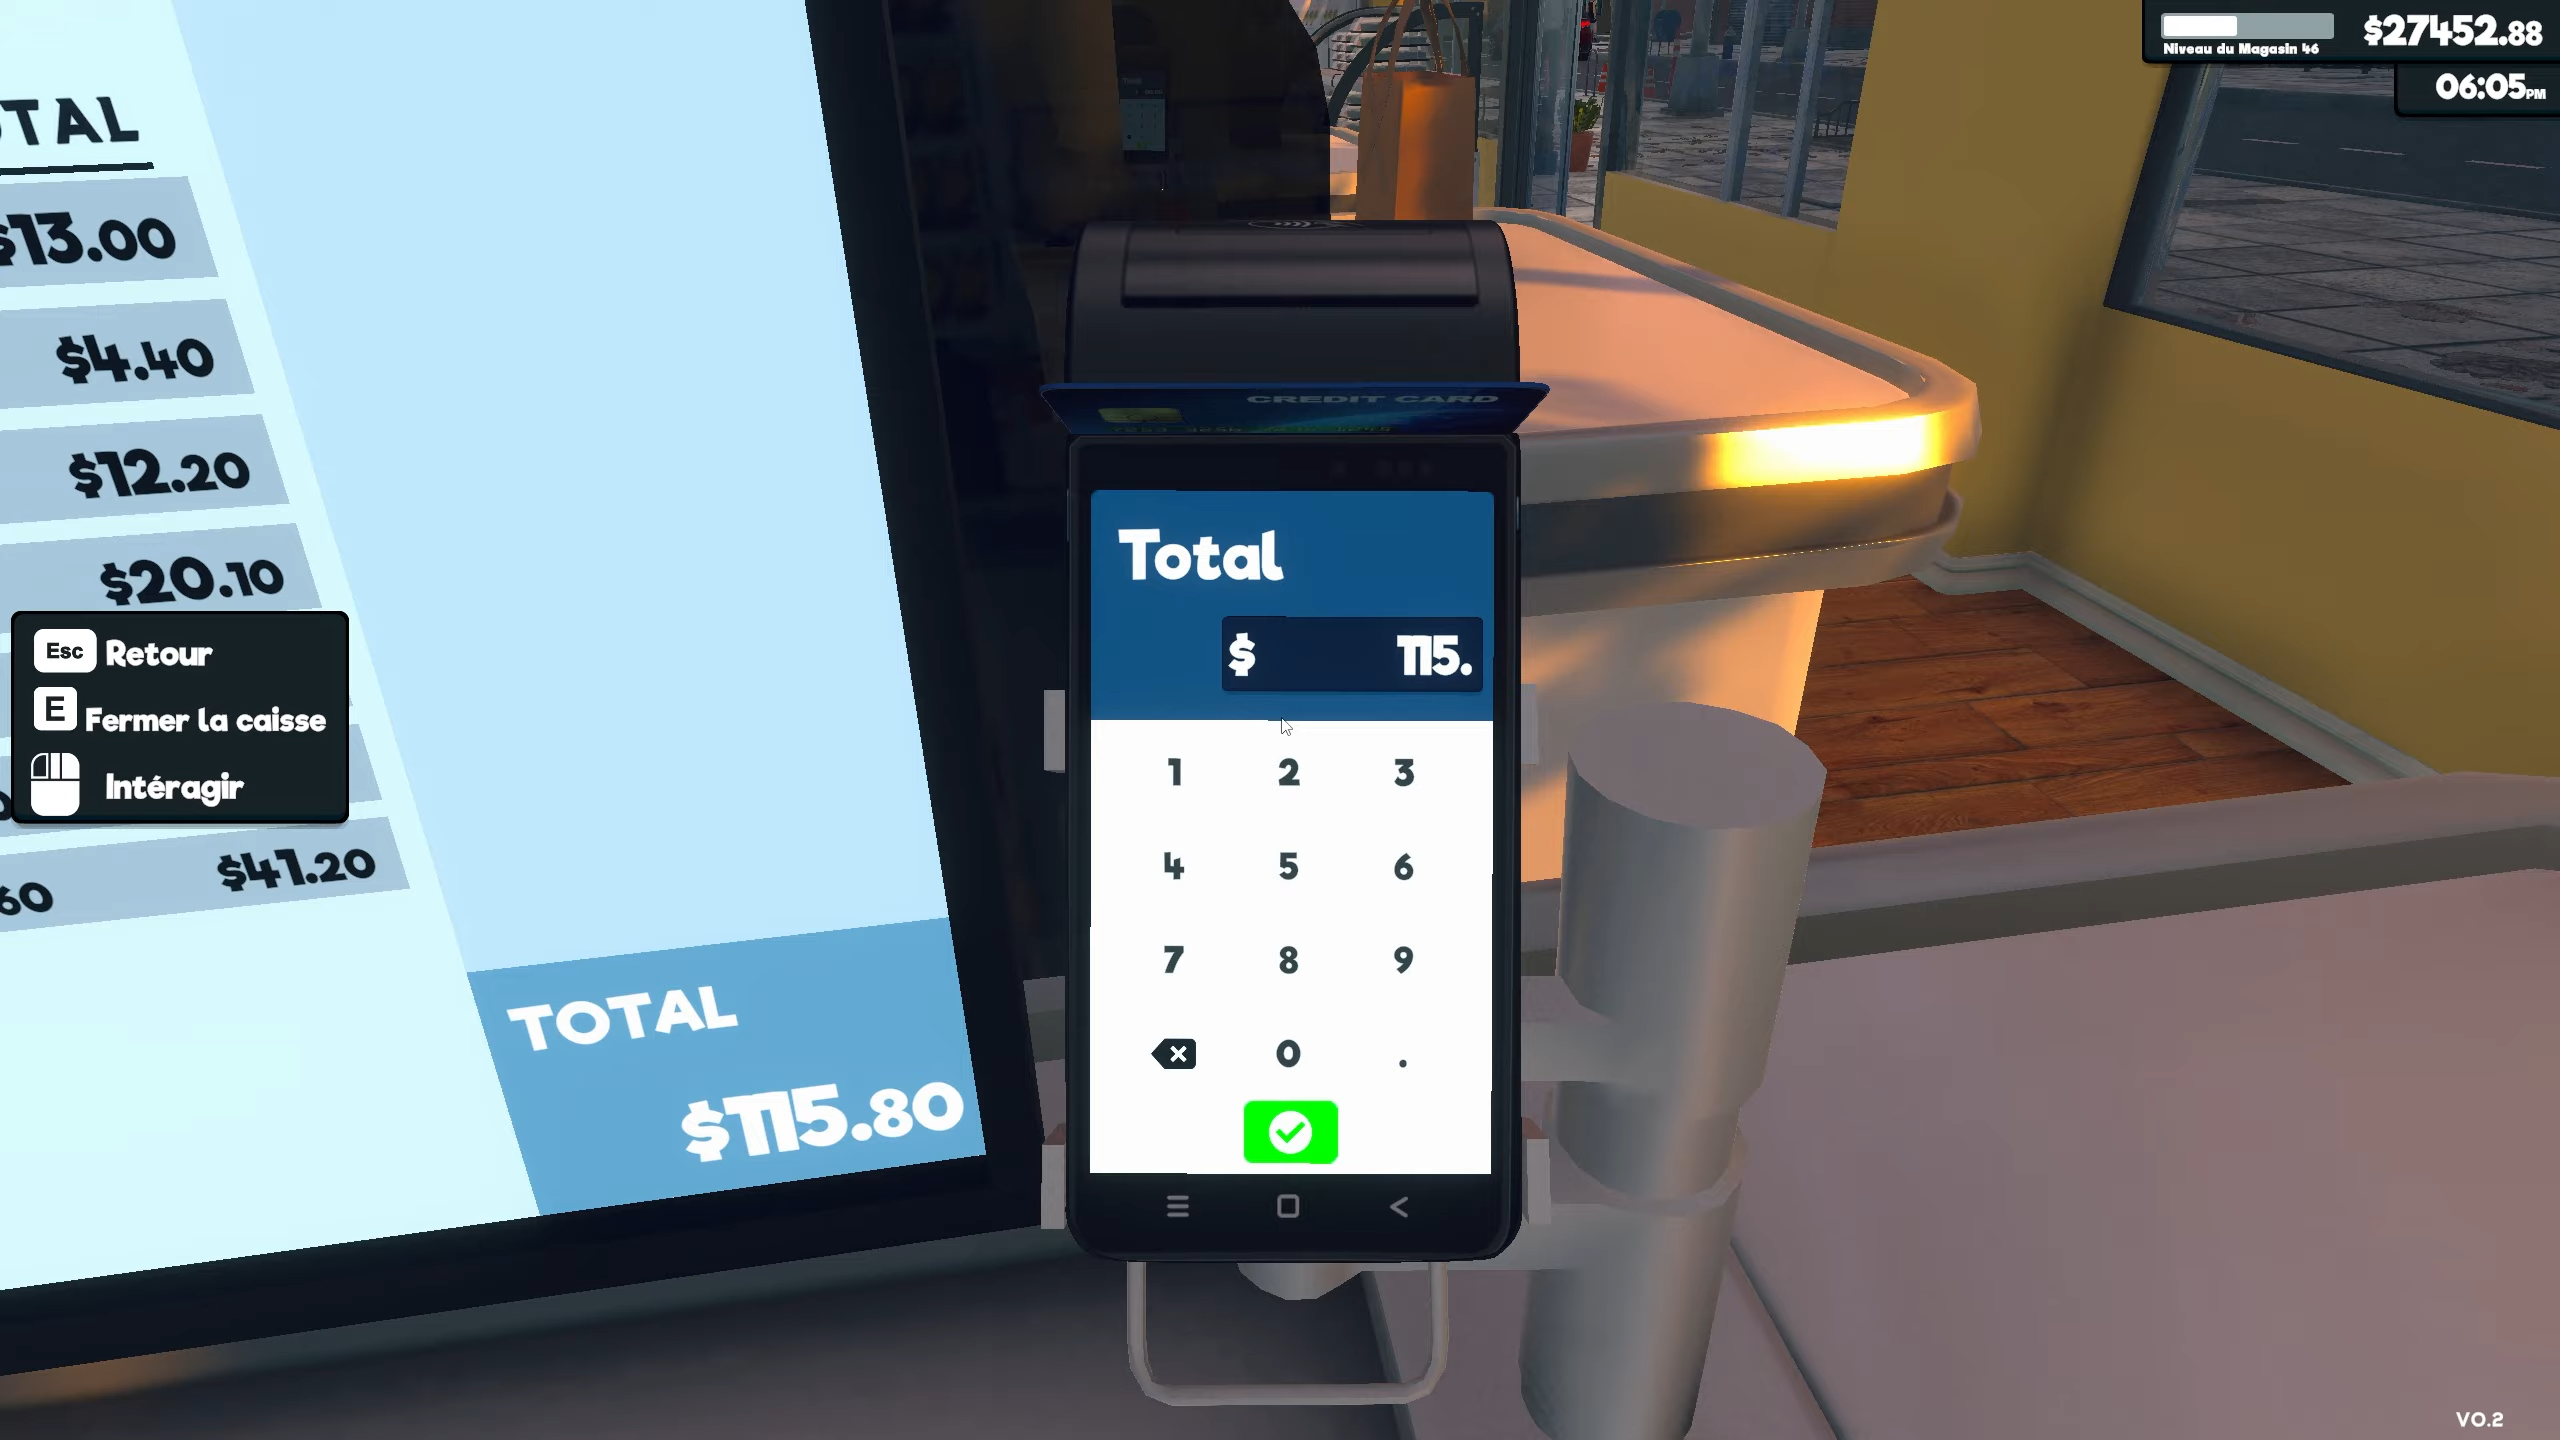 $27452.88
Niveau du Magasin 46
06:05PM
TAL
$13.00
$4.40
$12.20
$20.10
Esc Retour
E Fermer la caisse
Intéragir
60 $41.20
TOTAL
$115.80
CREDIT CARD
Total
$ 115.
1 2 3
4 5 6
7 8 9
0 .
V0.2